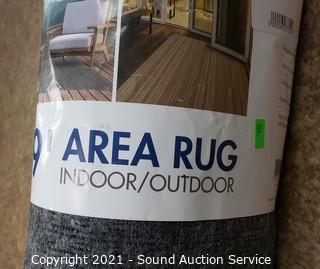 9
AREA RUG
INDOOR/OUTDOOR
Copyright 2021 - Sound Auction Service